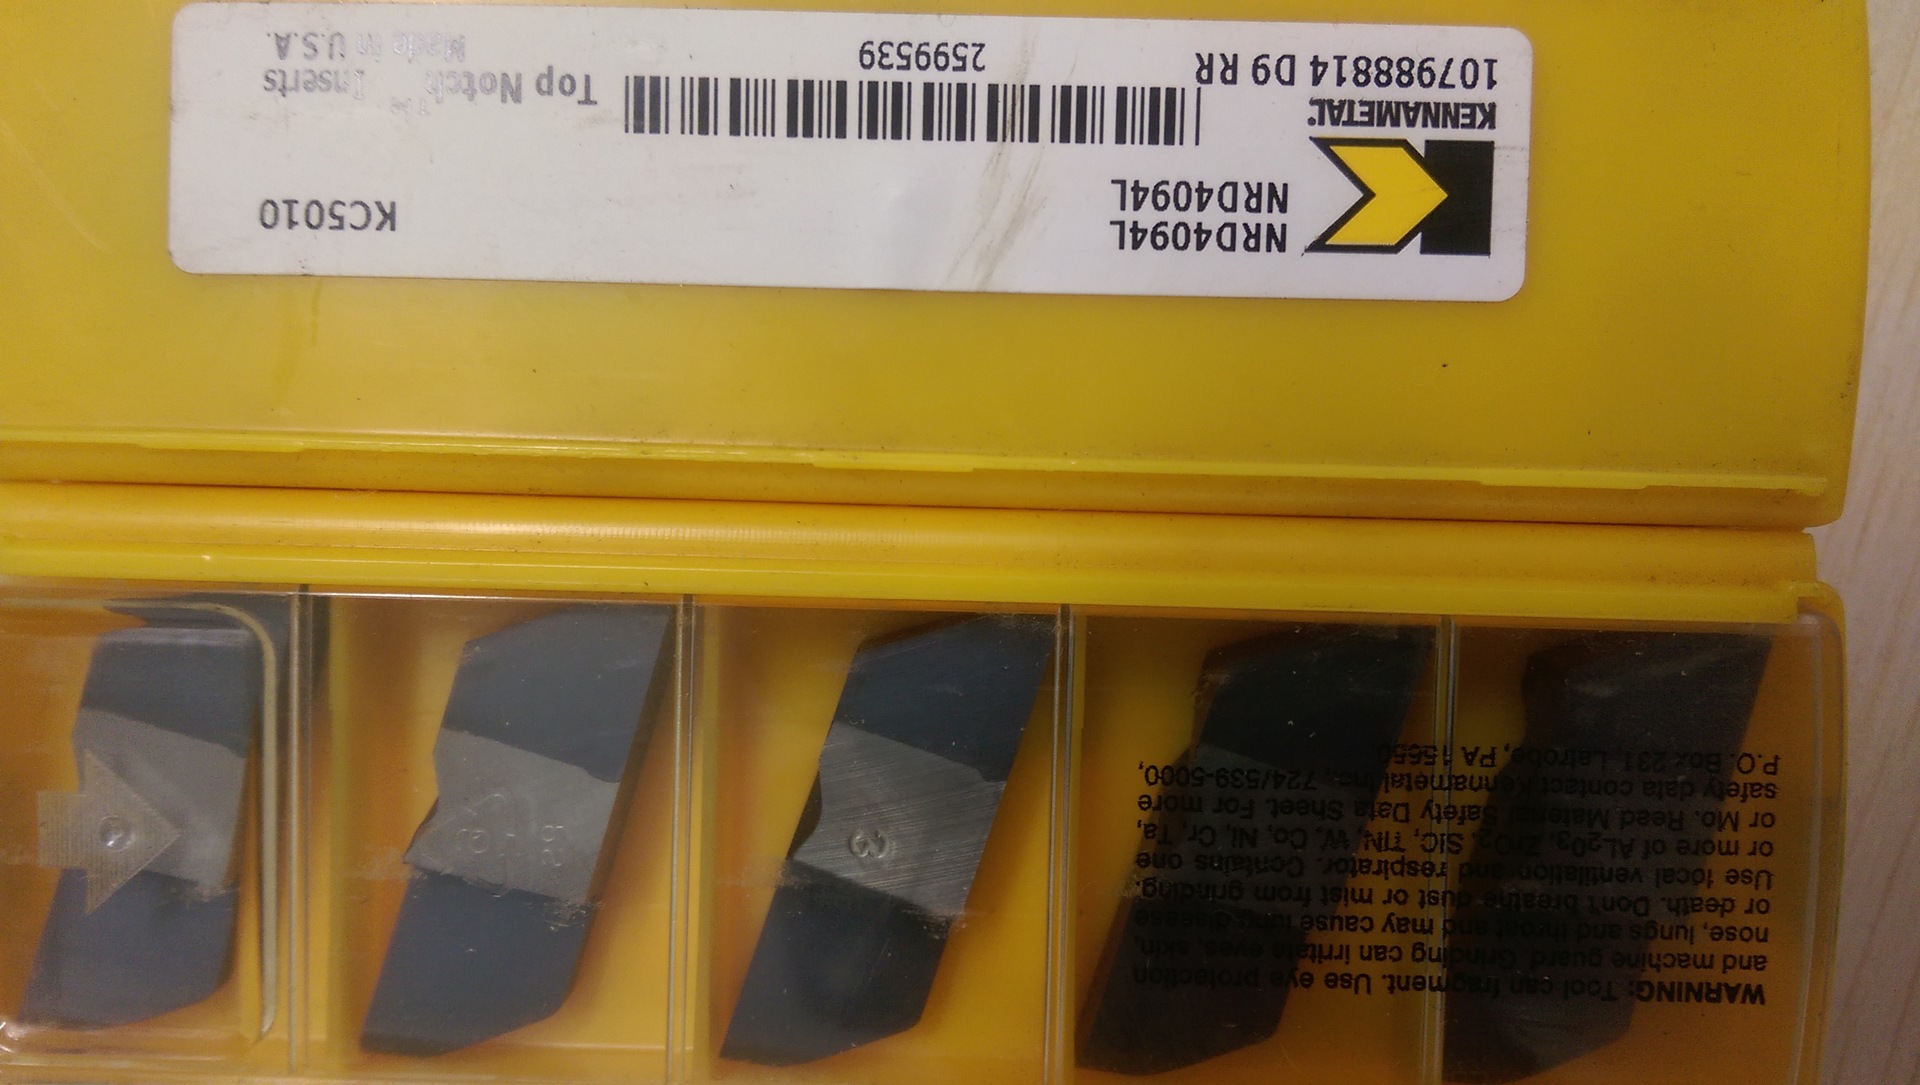 NRD4094L
NRD4094L
KC5010
KENNAMETAL
107988814 D9 RR
2599539
Top Notch™ Inserts
Made in U.S.A.
WARNING: Tool can fragment. Use eye protection
and machine guard. Grinding can irritate eyes, skin,
nose, lungs and throat and may cause lung disease
or death. Don't breathe dust or mist from grinding.
Use local ventilation and respirator. Contains one
or more of AL2O3, ZrO2, SiC, TiN, W, Co, Ni, Cr, Ta,
or Mo. Read Material Safety Data Sheet. For more
safety data contact Kennametal Inc., 724/539-5000,
P.O. Box 231, Latrobe, PA 15650.